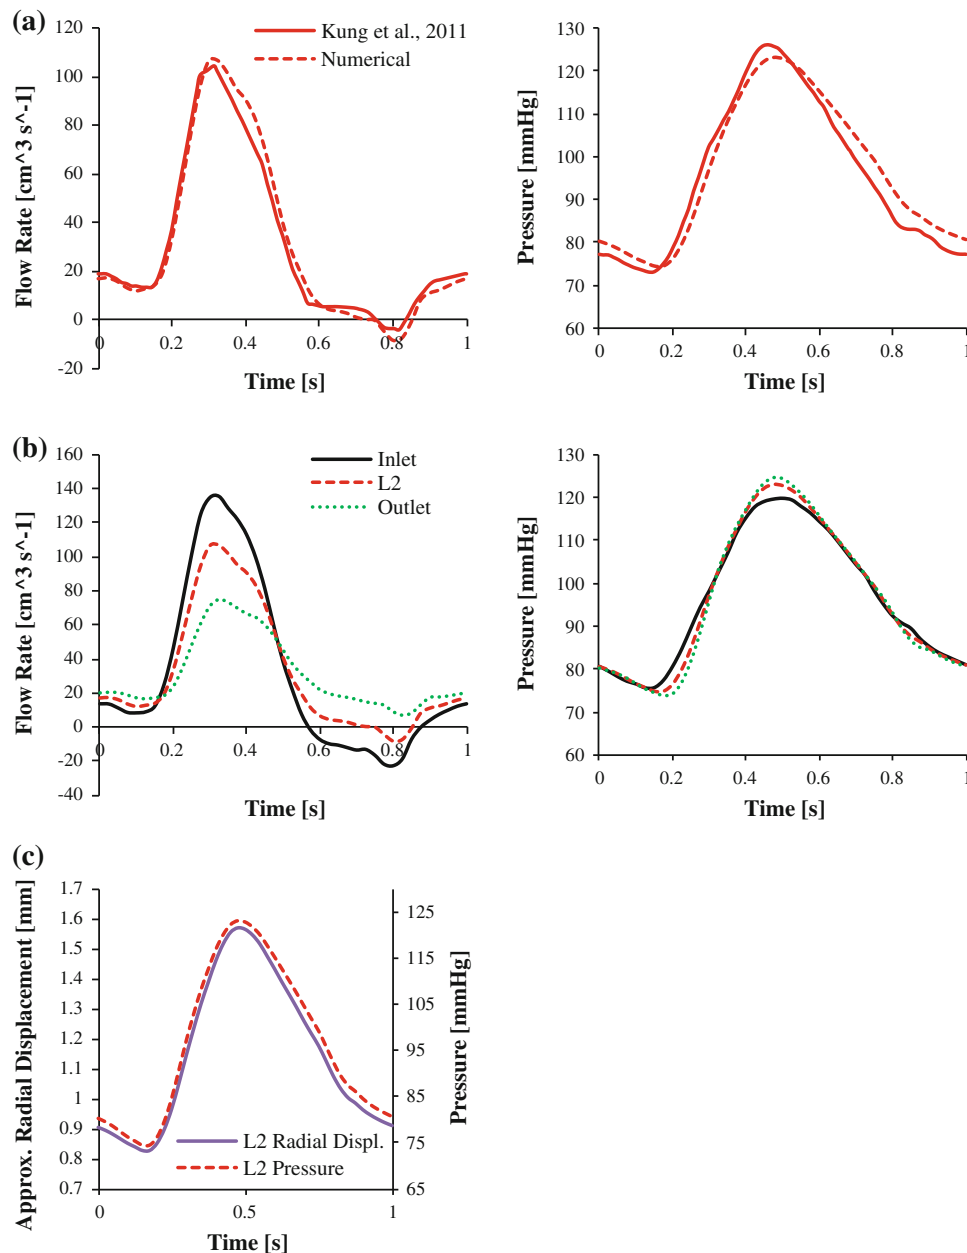 (a)
Flow Rate [cm^3 s^-1]
120
100
80
60
40
20
0
-20
0 0.2 0.4 0.6 0.8 1
Time [s]
Kung et al., 2011
Numerical
Pressure [mmHg]
130
120
110
100
90
80
70
60
0 0.2 0.4 0.6 0.8 1
Time [s]
(b)
Flow Rate [cm^3 s^-1]
160
140
120
100
80
60
40
20
0
-20
-40
0 0.2 0.4 0.6 0.8 1
Time [s]
Inlet
L2
Outlet
Pressure [mmHg]
130
120
110
100
90
80
70
60
0 0.2 0.4 0.6 0.8 1
Time [s]
(c)
Approx. Radial Displacement [mm]
1.7
1.6
1.5
1.4
1.3
1.2
1.1
1
0.9
0.8
0.7
0 0.5 1
Time [s]
L2 Radial Displ.
L2 Pressure
125
115
105
95
85
75
65
Pressure [mmHg]